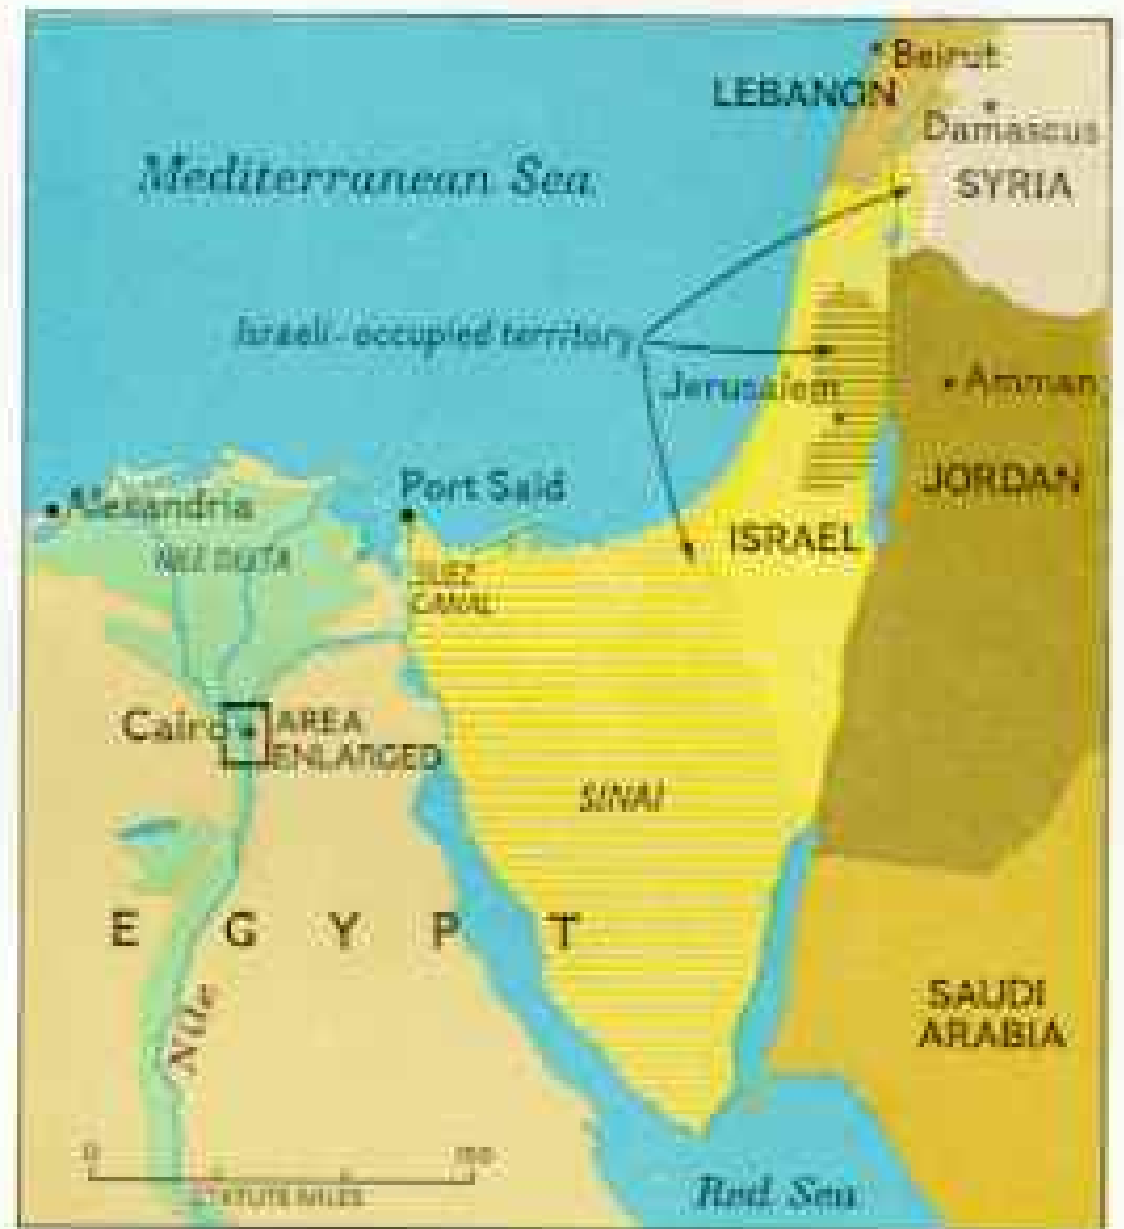 Beirut
LEBANON
Damascus
Mediterranean Sea
SYRIA
Israeli-occupied territory
Jerusalem
Amman
Port Said
JORDAN
Alexandria
ISRAEL
NILE DELTA
SUEZ
CANAL
Cairo
AREA
ENLARGED
SINAI
E G Y P T
Nile
SAUDI
ARABIA
0
STATUTE MILES
Red Sea